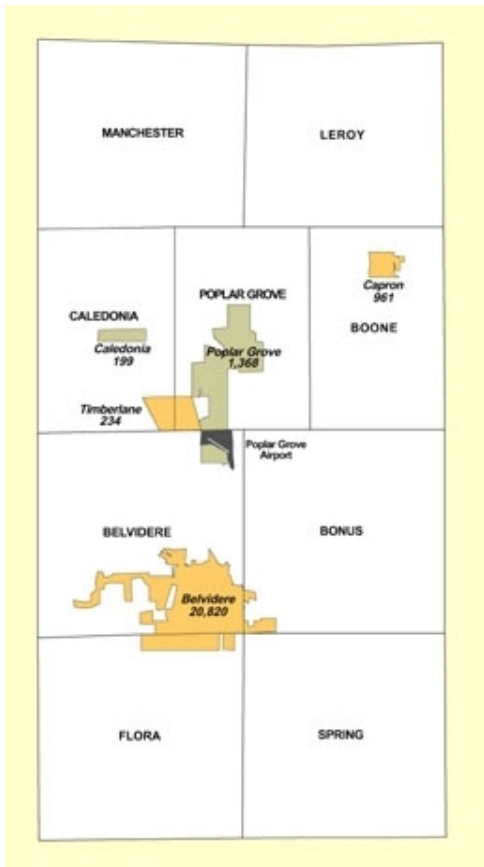 MANCHESTER
LEROY
Capron
961
POPLAR GROVE
CALEDONIA
BOONE
Caledonia
199
Poplar Grove
1,368
Timberlane
234
Poplar Grove
Airport
BELVIDERE
BONUS
Belvidere
20,820
FLORA
SPRING